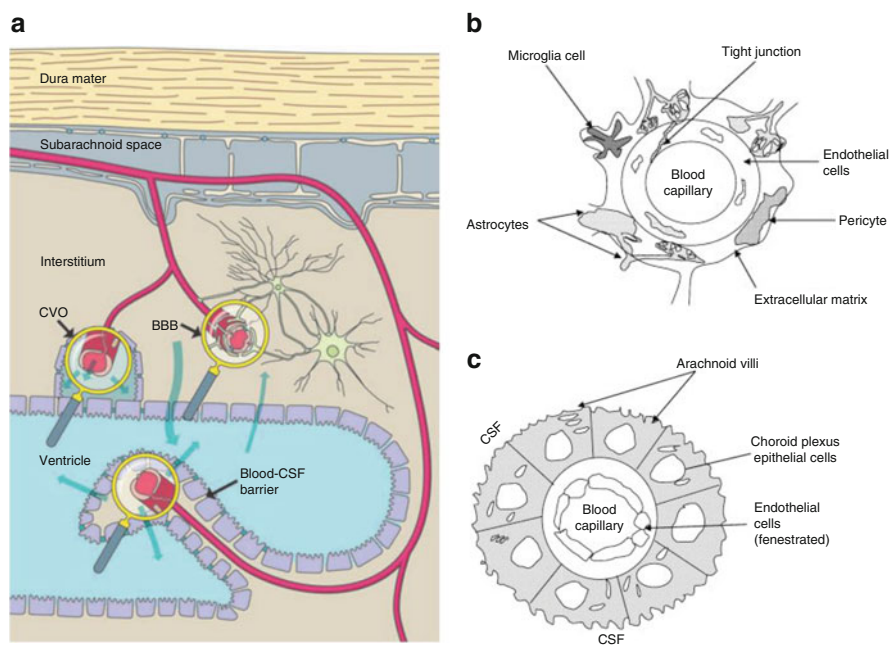 a
Dura mater
Subarachnoid space
Interstitium
CVO
BBB
Ventricle
Blood-CSF
barrier
b
Microglia cell
Tight junction
Blood
capillary
Endothelial
cells
Astrocytes
Pericyte
Extracellular matrix
c
Arachnoid villi
CSF
Choroid plexus
epithelial cells
Blood
capillary
Endothelial
cells
(fenestrated)
CSF